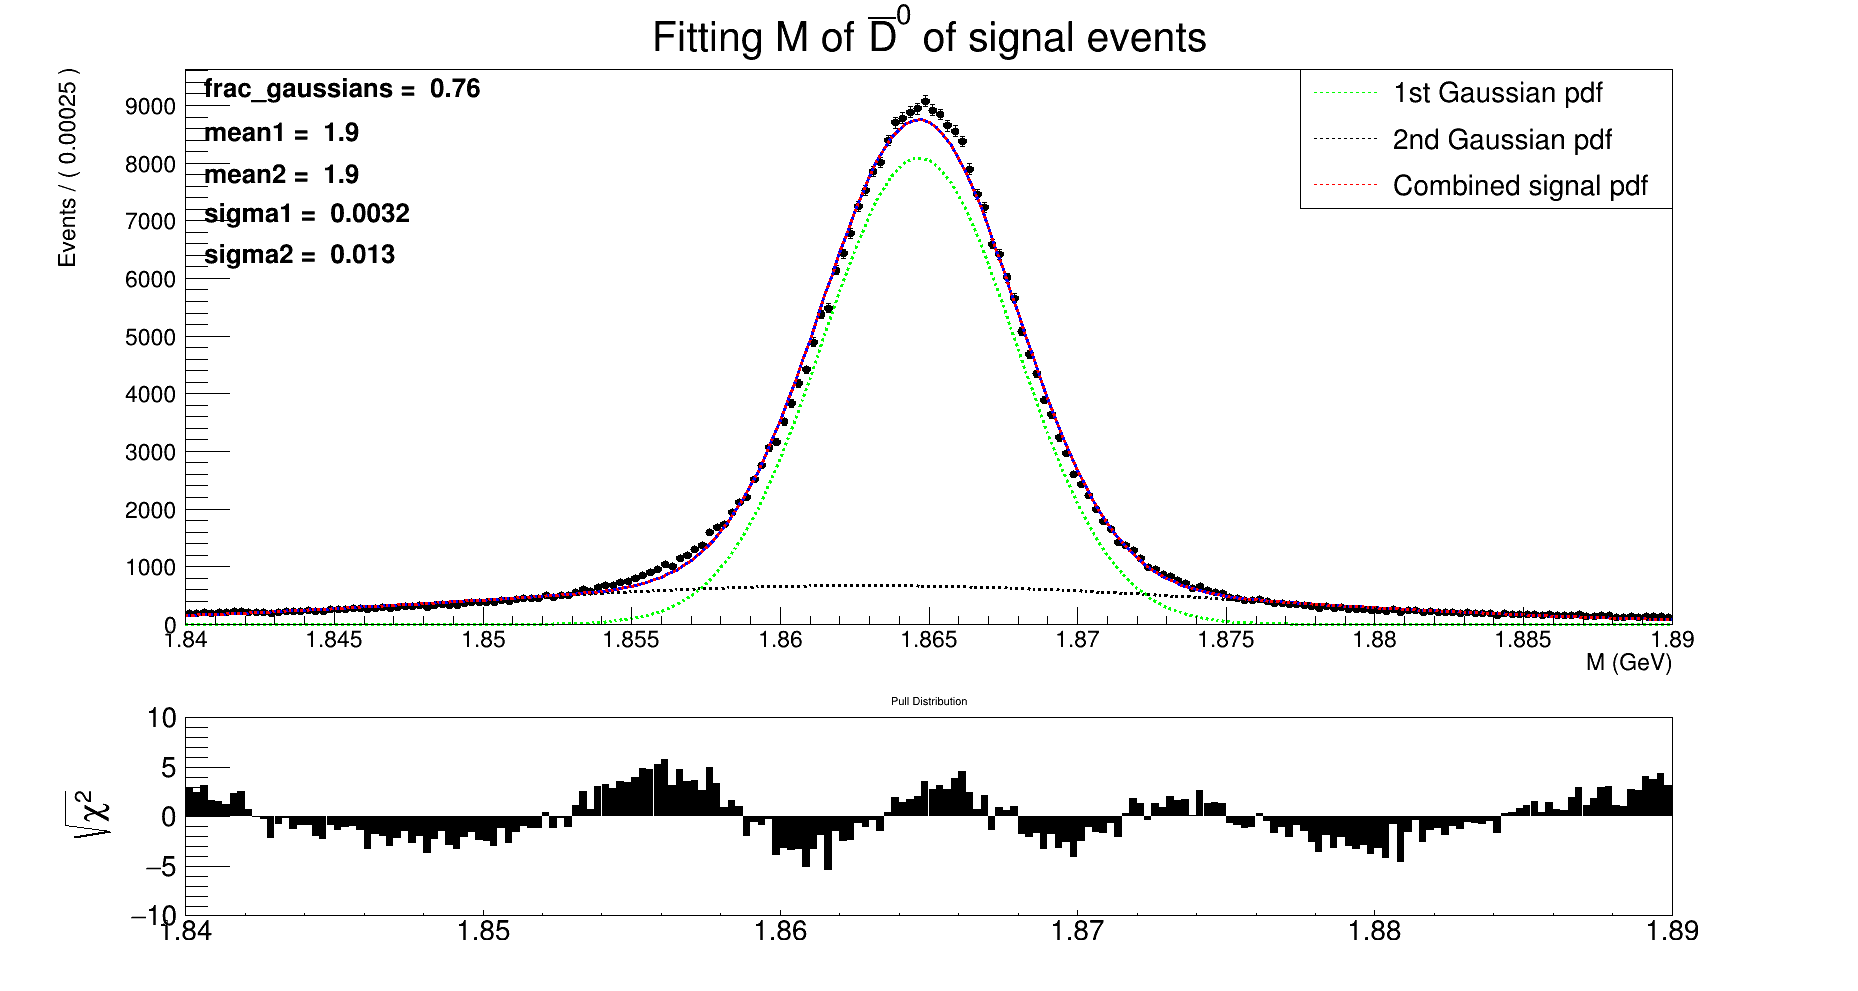 Fitting M of D̅⁰ of signal events
Events / ( 0.00025 )
frac_gaussians = 0.76
mean1 = 1.9
mean2 = 1.9
sigma1 = 0.0032
sigma2 = 0.013
1st Gaussian pdf
2nd Gaussian pdf
Combined signal pdf
9000
8000
7000
6000
5000
4000
3000
2000
1000
0
1.84 1.845 1.85 1.855 1.86 1.865 1.87 1.875 1.88 1.885 1.89
M (GeV)
Pull Distribution
√χ²
10
5
0
−5
−10
1.84 1.85 1.86 1.87 1.88 1.89